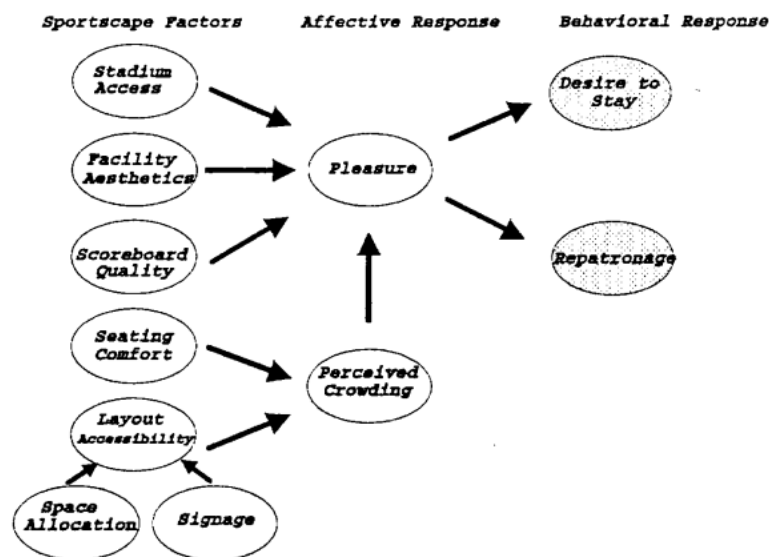 Sportscape Factors Affective Response Behavioral Response
Stadium
Access
Desire to
Stay
Facility
Aesthetics
Pleasure
Scoreboard
Quality
Repatronage
Seating
Comfort
Perceived
Crowding
Layout
Accessibility
Space
Allocation
Signage